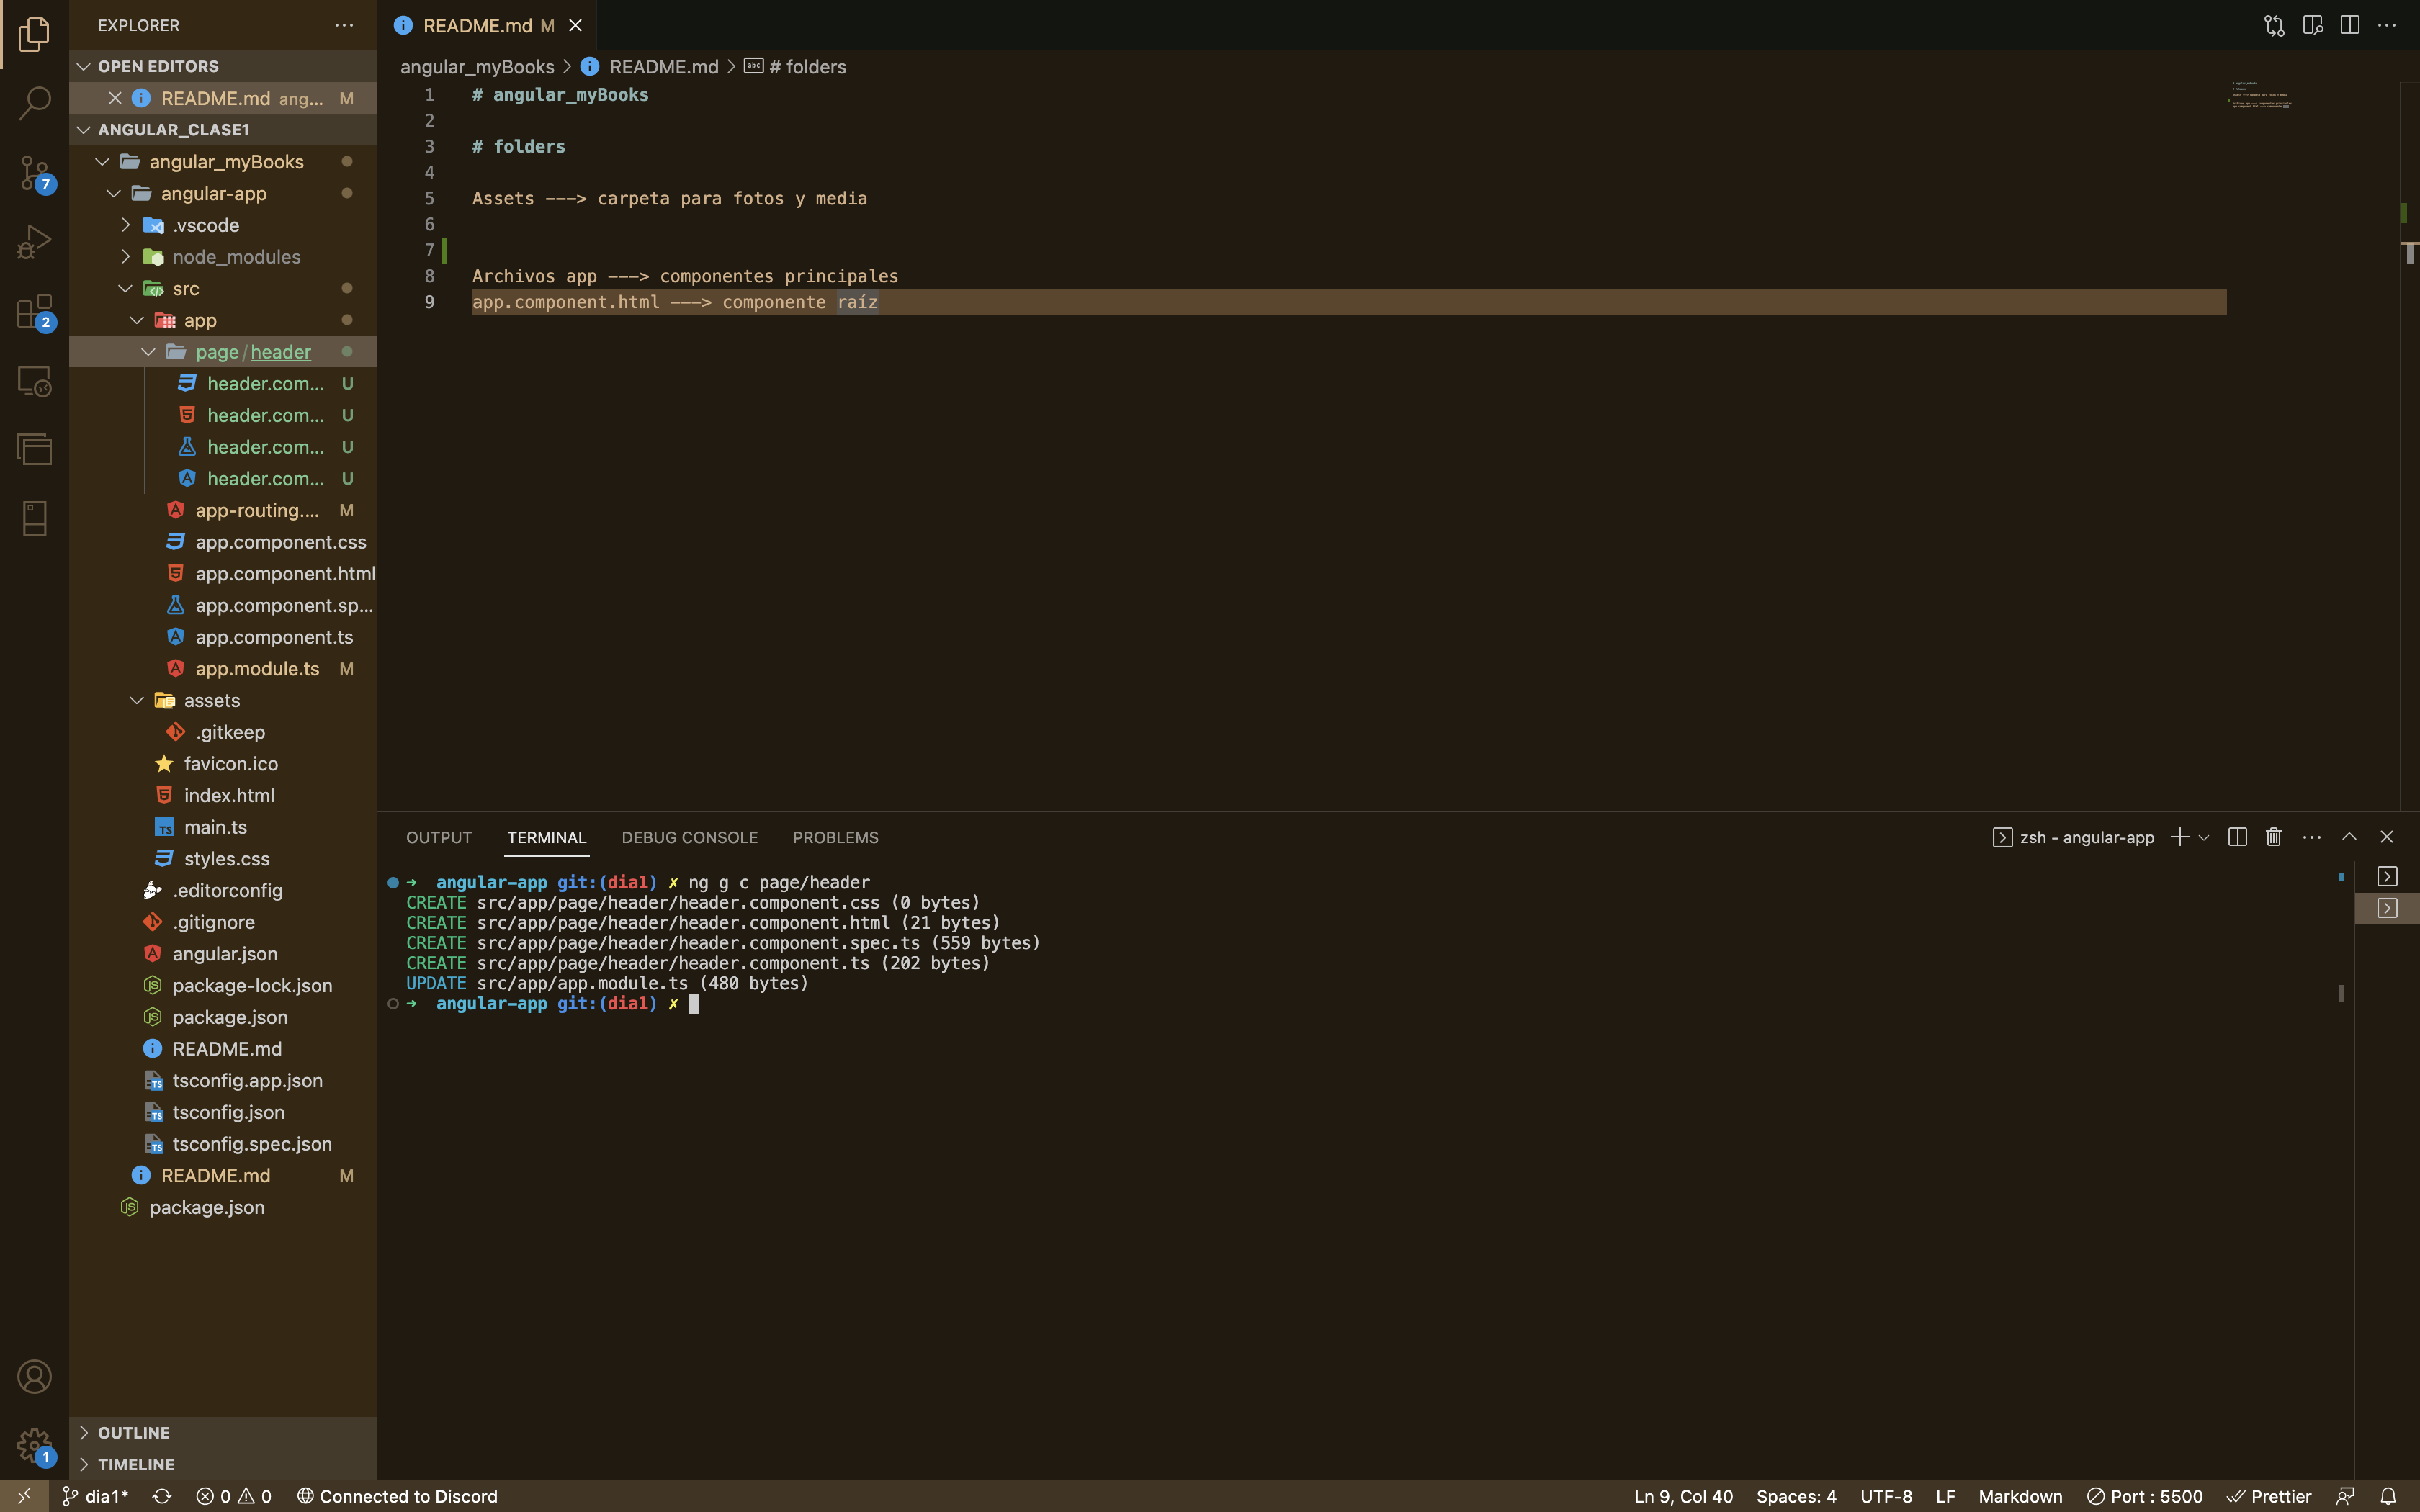 EXPLORER
OPEN EDITORS
README.md ang... M
ANGULAR_CLASE1
angular_myBooks
angular-app
.vscode
node_modules
src
app
page/header
header.com... U
header.com... U
header.com... U
header.com... U
app-routing.... M
app.component.css
app.component.html
app.component.sp...
app.component.ts
app.module.ts M
assets
.gitkeep
favicon.ico
index.html
main.ts
styles.css
.editorconfig
.gitignore
angular.json
package-lock.json
package.json
README.md
tsconfig.app.json
tsconfig.json
tsconfig.spec.json
README.md M
package.json
OUTLINE
TIMELINE
7
2
1
README.md M
angular_myBooks > README.md > # folders
1 # angular_myBooks
2
3 # folders
4
5 Assets ---> carpeta para fotos y media
6
7
8 Archivos app ---> componentes principales
9 app.component.html ---> componente raíz
OUTPUT TERMINAL DEBUG CONSOLE PROBLEMS
zsh - angular-app
➜ angular-app git:(dia1) ✗ ng g c page/header
CREATE src/app/page/header/header.component.css (0 bytes)
CREATE src/app/page/header/header.component.html (21 bytes)
CREATE src/app/page/header/header.component.spec.ts (559 bytes)
CREATE src/app/page/header/header.component.ts (202 bytes)
UPDATE src/app/app.module.ts (480 bytes)
➜ angular-app git:(dia1) ✗
dia1* 0 0 Connected to Discord Ln 9, Col 40 Spaces: 4 UTF-8 LF Markdown Port : 5500 Prettier